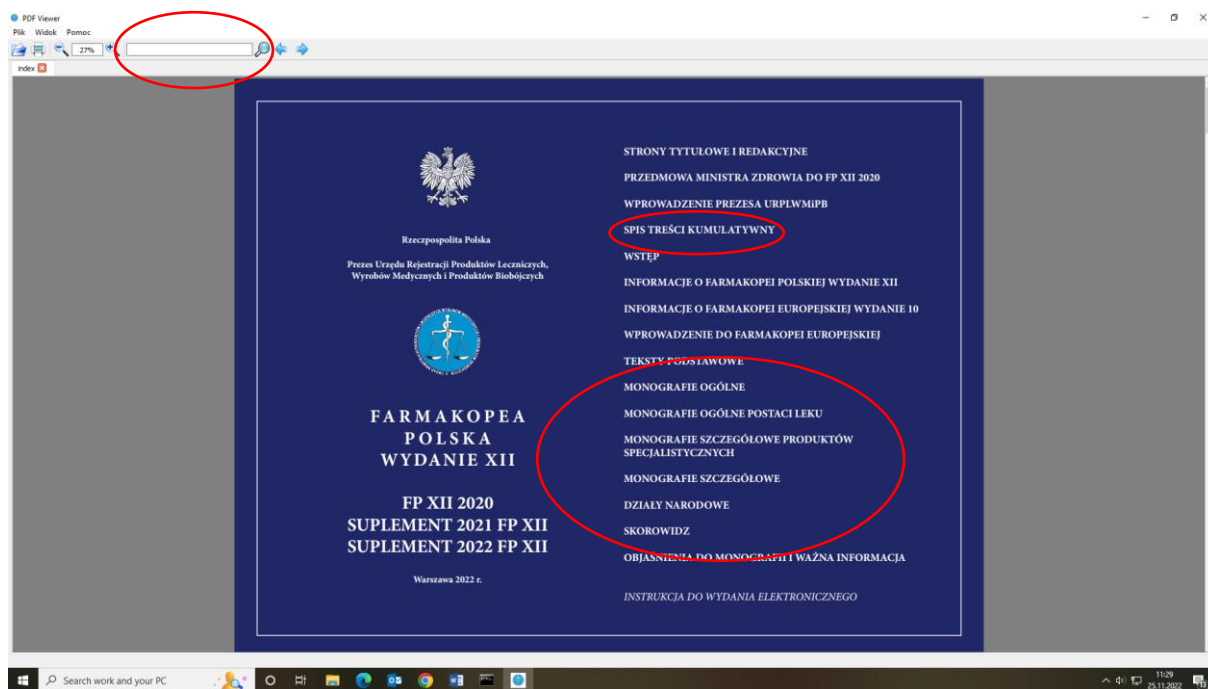 PDF Viewer
Plik Widok Pomoc
27%
index
Rzeczpospolita Polska
Prezes Urzędu Rejestracji Produktów Leczniczych,
Wyrobów Medycznych i Produktów Biobójczych
FARMAKOPEA
POLSKA
WYDANIE XII
FP XII 2020
SUPLEMENT 2021 FP XII
SUPLEMENT 2022 FP XII
Warszawa 2022 r.
STRONY TYTUŁOWE I REDAKCYJNE
PRZEDMOWA MINISTRA ZDROWIA DO FP XII 2020
WPROWADZENIE PREZESA URPLWMiPB
SPIS TREŚCI KUMULATYWNY
WSTĘP
INFORMACJE O FARMAKOPEI POLSKIEJ WYDANIE XII
INFORMACJE O FARMAKOPEI EUROPEJSKIEJ WYDANIE 10
WPROWADZENIE DO FARMAKOPEI EUROPEJSKIEJ
TEKSTY PODSTAWOWE
MONOGRAFIE OGÓLNE
MONOGRAFIE OGÓLNE POSTACI LEKU
MONOGRAFIE SZCZEGÓŁOWE PRODUKTÓW
SPECJALISTYCZNYCH
MONOGRAFIE SZCZEGÓŁOWE
DZIAŁY NARODOWE
SKOROWIDZ
OBJAŚNIENIA DO MONOGRAFII I WAŻNA INFORMACJA
INSTRUKCJA DO WYDANIA ELEKTRONICZNEGO
Search work and your PC
11:29
25.11.2022